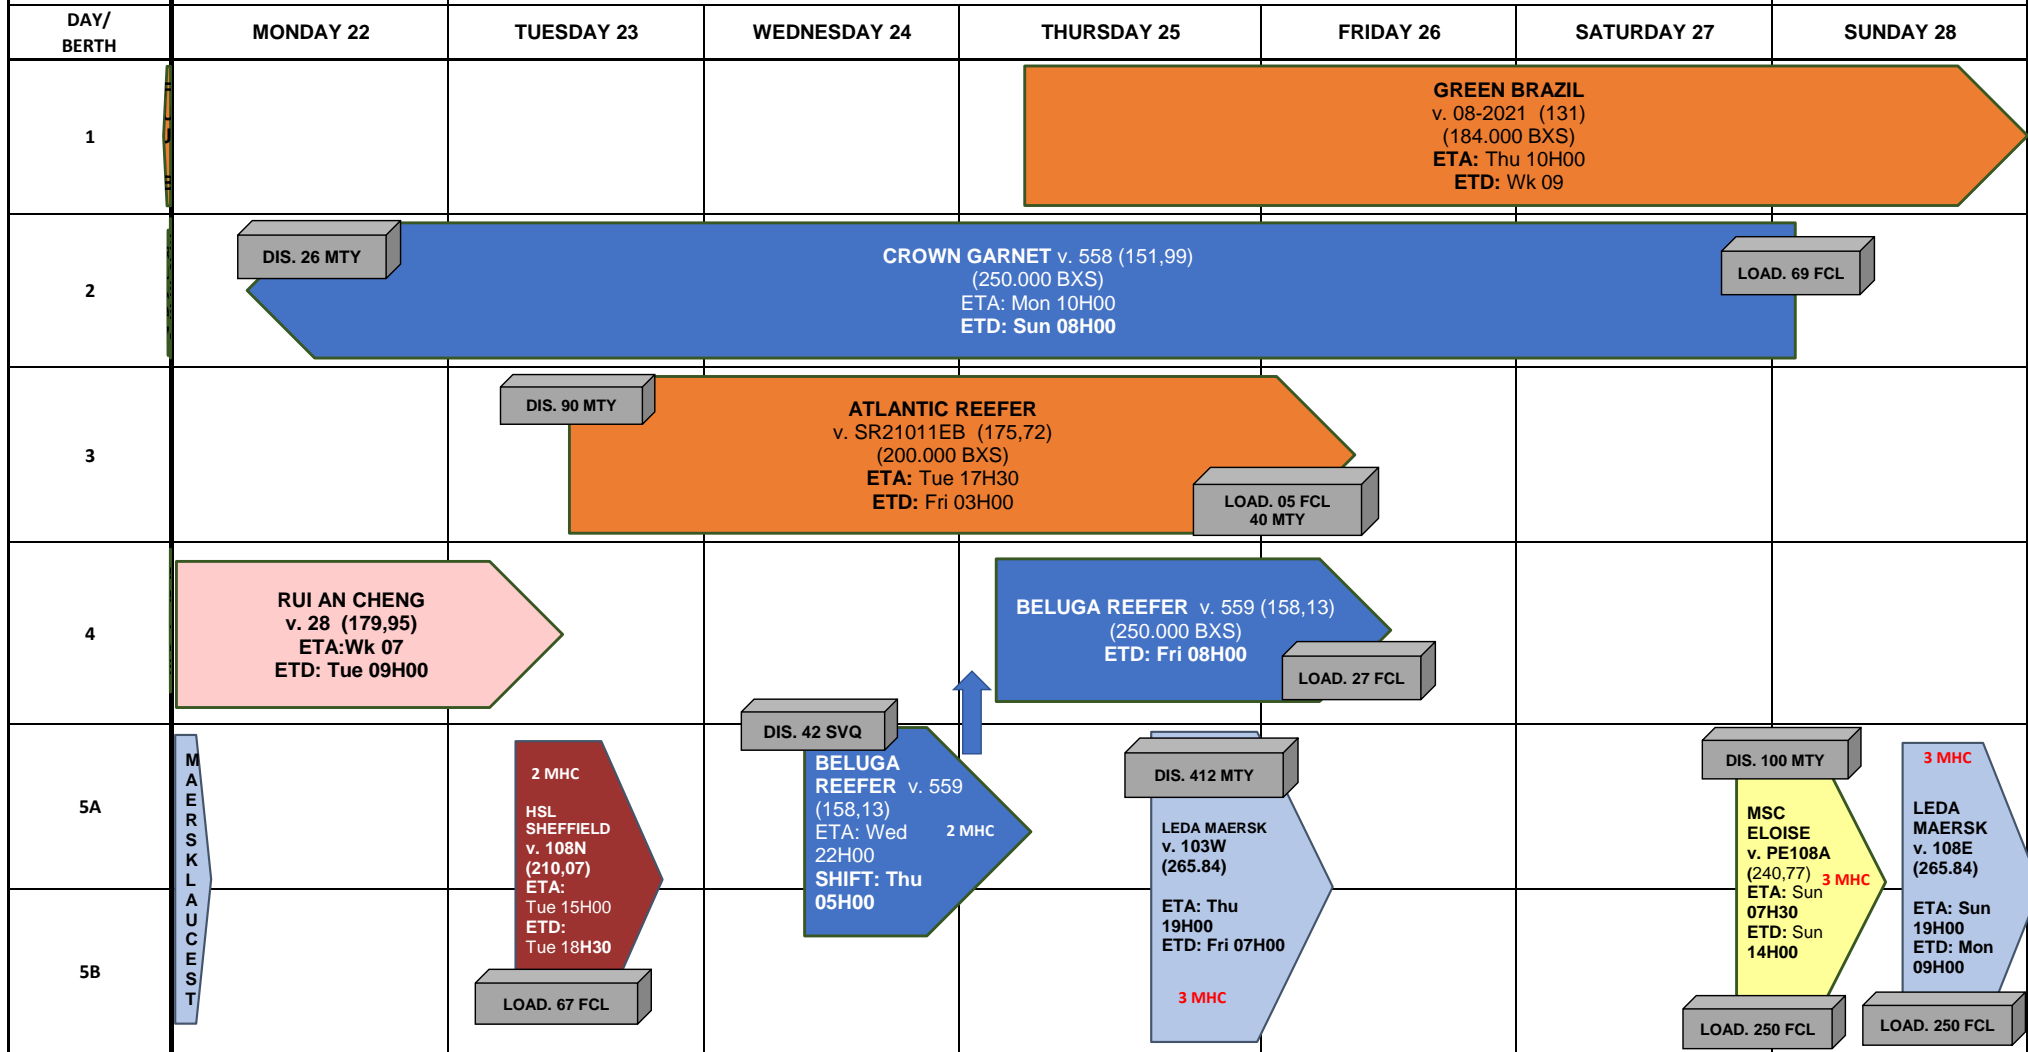 DAY/
BERTH
MONDAY 22
TUESDAY 23
WEDNESDAY 24
THURSDAY 25
FRIDAY 26
SATURDAY 27
SUNDAY 28
1
GREEN BRAZIL
v. 08-2021 (131)
(184.000 BXS)
ETA: Thu 10H00
ETD: Wk 09
2
DIS. 26 MTY
CROWN GARNET v. 558 (151,99)
(250.000 BXS)
ETA: Mon 10H00
ETD: Sun 08H00
LOAD. 69 FCL
3
DIS. 90 MTY
ATLANTIC REEFER
v. SR21011EB (175,72)
(200.000 BXS)
ETA: Tue 17H30
ETD: Fri 03H00
LOAD. 05 FCL
40 MTY
4
RUI AN CHENG
v. 28 (179,95)
ETA:Wk 07
ETD: Tue 09H00
BELUGA REEFER v. 559 (158,13)
(250.000 BXS)
ETD: Fri 08H00
LOAD. 27 FCL
5A
5B
MAERSKLAUCEST
2 MHC
HSL
SHEFFIELD
v. 108N
(210,07)
ETA:
Tue 15H00
ETD:
Tue 18H30
LOAD. 67 FCL
DIS. 42 SVQ
BELUGA
REEFER v. 559
(158,13)
ETA: Wed
22H00
SHIFT: Thu
05H00
2 MHC
DIS. 412 MTY
LEDA MAERSK
v. 103W
(265.84)
ETA: Thu
19H00
ETD: Fri 07H00
3 MHC
DIS. 100 MTY
MSC
ELOISE
v. PE108A
(240,77)
ETA: Sun
07H30
ETD: Sun
14H00
3 MHC
LOAD. 250 FCL
3 MHC
LEDA
MAERSK
v. 108E
(265.84)
ETA: Sun
19H00
ETD: Mon
09H00
LOAD. 250 FCL